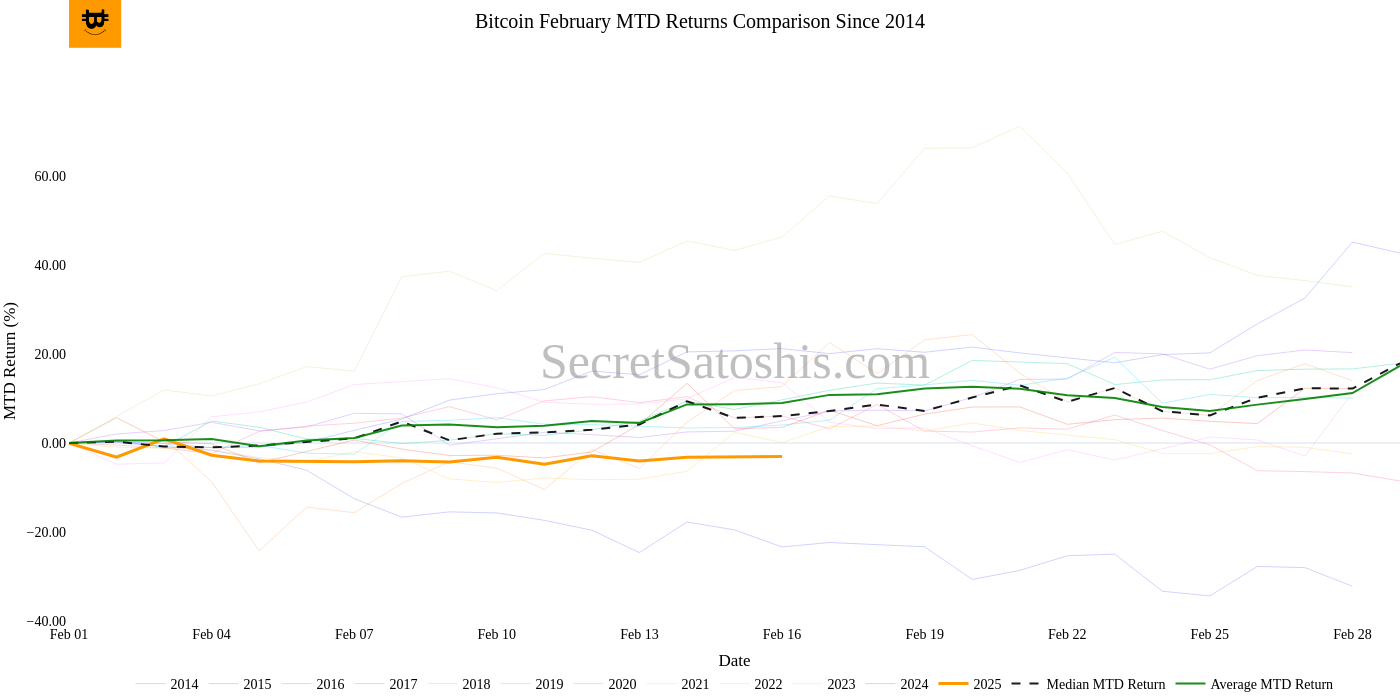 Bitcoin February MTD Returns Comparison Since 2014
60.00
40.00
20.00
0.00
−20.00
−40.00
MTD Return (%)
SecretSatoshis.com
Feb 01 Feb 04 Feb 07 Feb 10 Feb 13 Feb 16 Feb 19 Feb 22 Feb 25 Feb 28
Date
2014 2015 2016 2017 2018 2019 2020 2021 2022 2023 2024 2025 Median MTD Return Average MTD Return